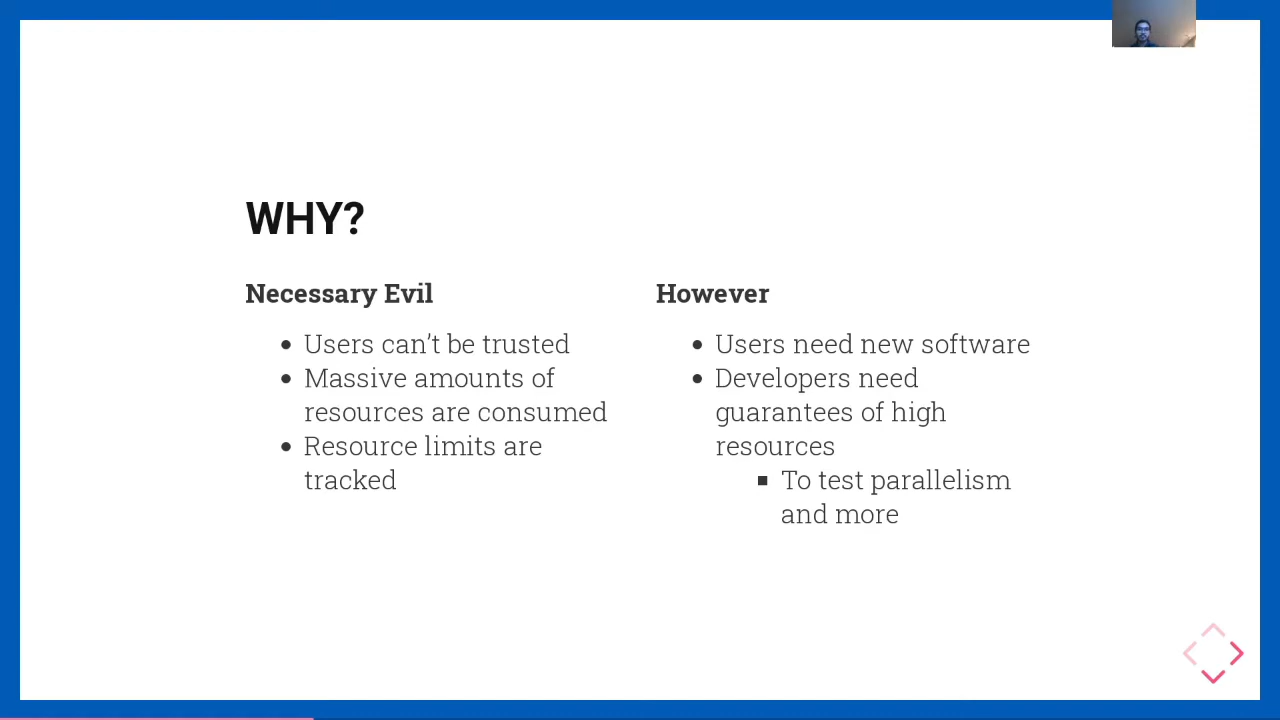 WHY?
Necessary Evil
Users can't be trusted
Massive amounts of
resources are consumed
Resource limits are
tracked
However
Users need new software
Developers need
guarantees of high
resources
To test parallelism
and more